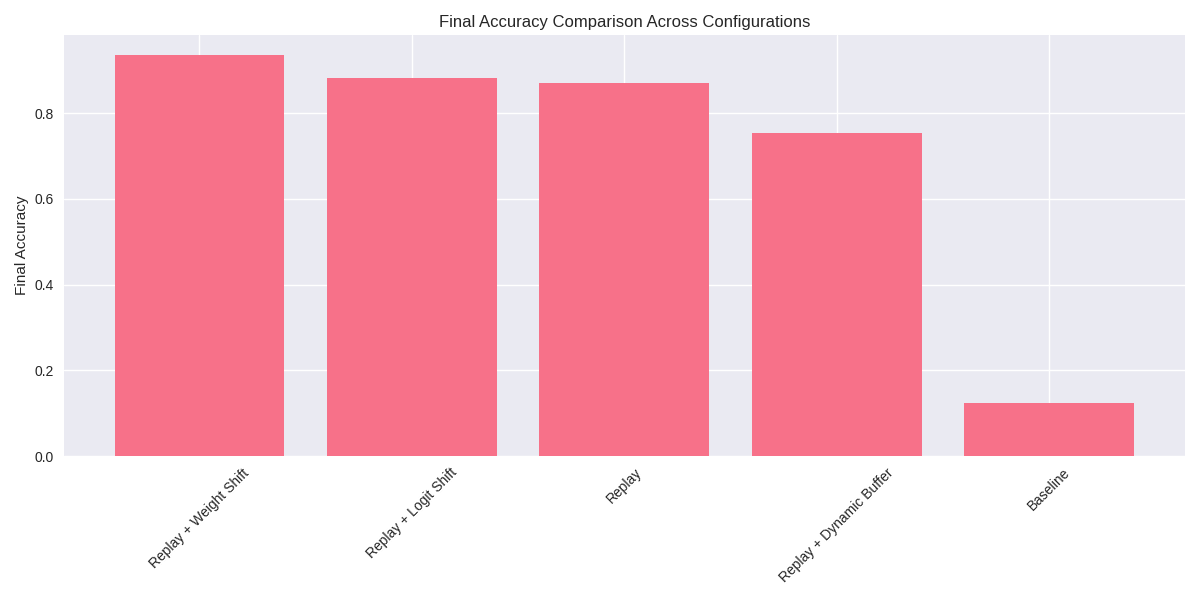 Final Accuracy Comparison Across Configurations
Final Accuracy
0.8
0.6
0.4
0.2
0.0
Replay + Weight Shift
Replay + Logit Shift
Replay
Replay + Dynamic Buffer
Baseline